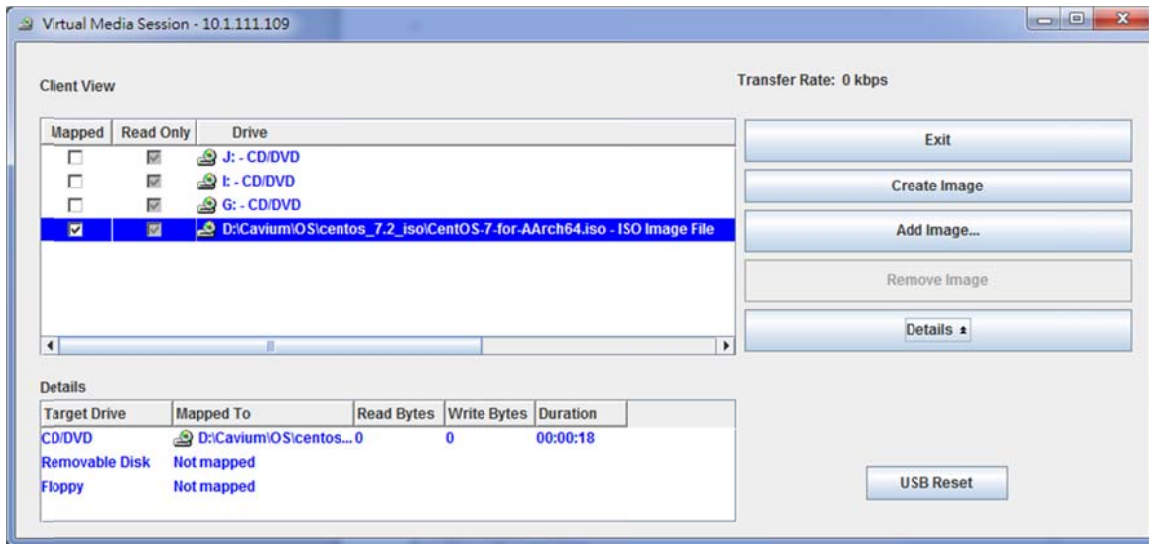 Virtual Media Session - 10.1.111.109
Client View
Transfer Rate: 0 kbps
Mapped Read Only Drive
J: - CD/DVD
I: - CD/DVD
G: - CD/DVD
D:\Cavium\OS\centos_7.2_iso\CentOS-7-for-AArch64.iso - ISO Image File
Exit
Create Image
Add Image...
Remove Image
Details
Details
Target Drive Mapped To Read Bytes Write Bytes Duration
CD/DVD D:\Cavium\OS\centos... 0 0 00:00:18
Removable Disk Not mapped
Floppy Not mapped
USB Reset